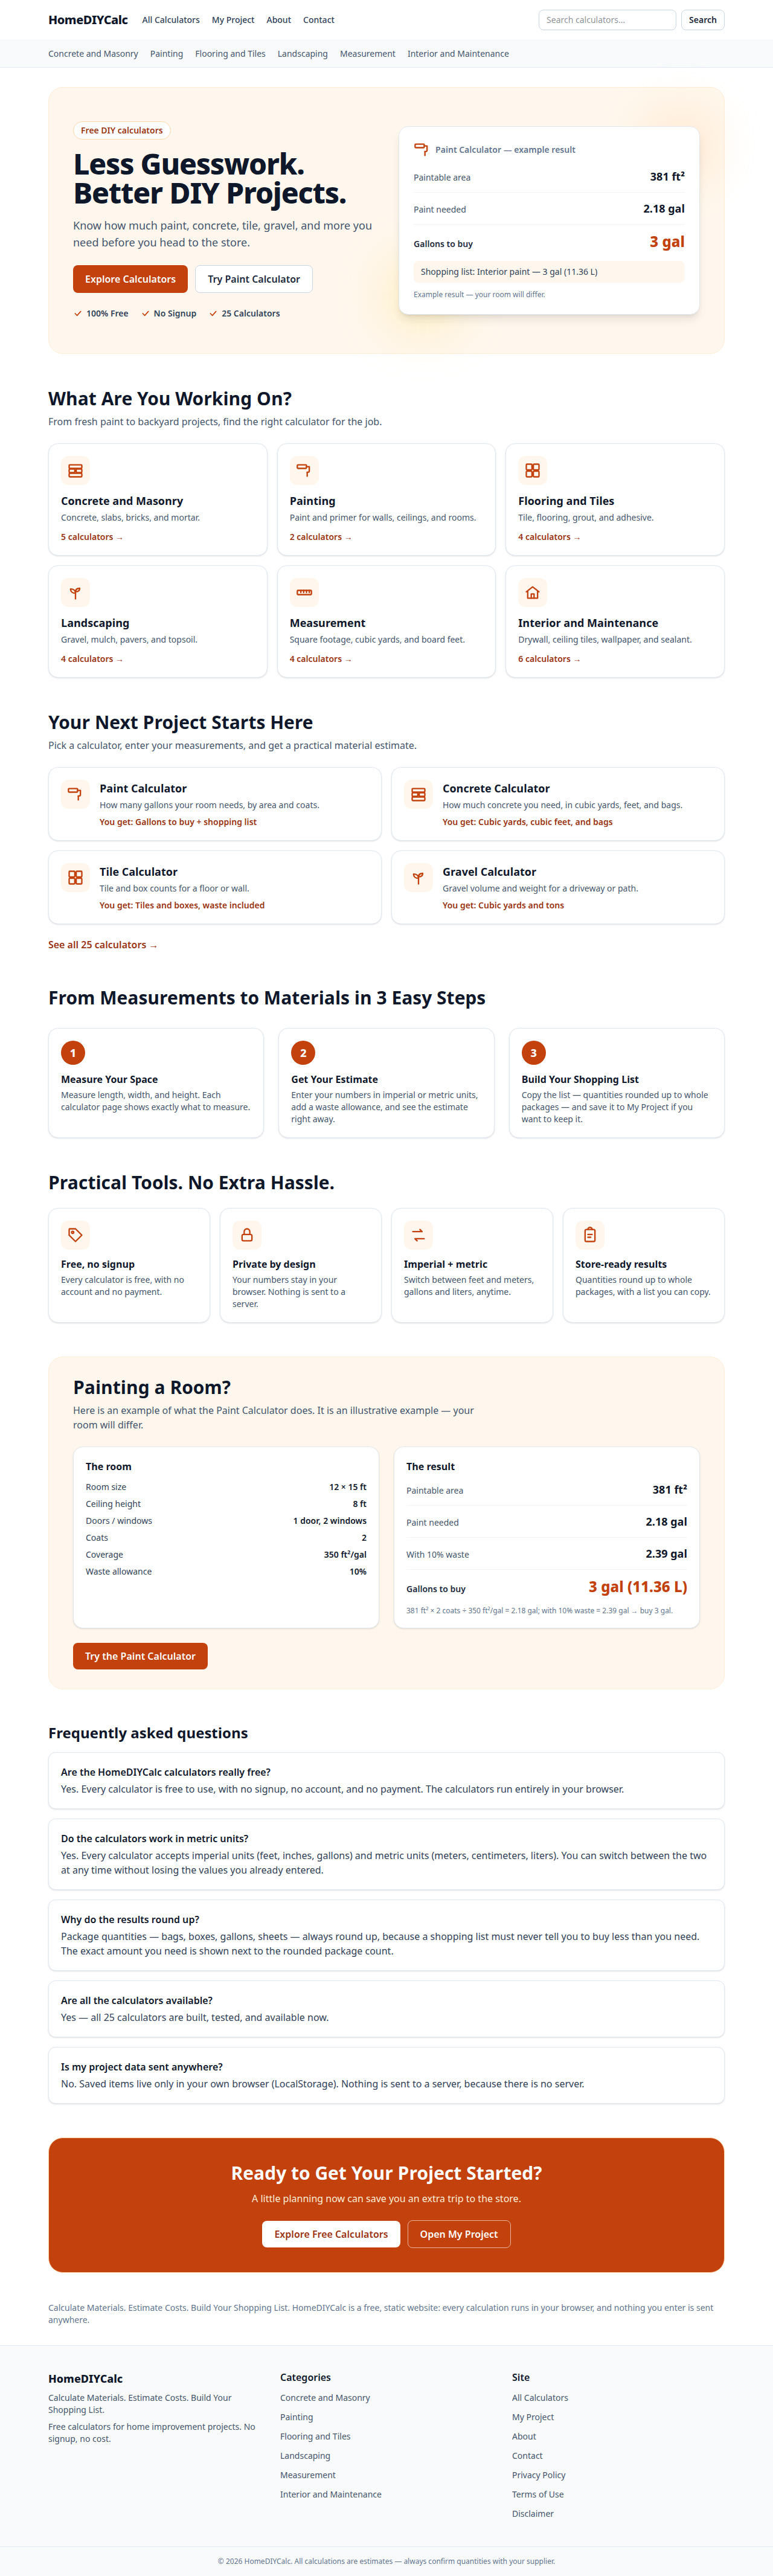 HomeDIYCalc
All Calculators
My Project
About
Contact
Search calculators...
Search
Concrete and Masonry
Painting
Flooring and Tiles
Landscaping
Measurement
Interior and Maintenance
Free DIY calculators
Less Guesswork.
Better DIY Projects.
Know how much paint, concrete, tile, gravel, and more you
need before you head to the store.
Explore Calculators
Try Paint Calculator
100% Free
No Signup
25 Calculators
Paint Calculator — example result
Paintable area
381 ft²
Paint needed
2.18 gal
Gallons to buy
3 gal
Shopping list: Interior paint — 3 gal (11.36 L)
Example result — your room will differ.
What Are You Working On?
From fresh paint to backyard projects, find the right calculator for the job.
Concrete and Masonry
Concrete, slabs, bricks, and mortar.
5 calculators →
Painting
Paint and primer for walls, ceilings, and rooms.
2 calculators →
Flooring and Tiles
Tile, flooring, grout, and adhesive.
4 calculators →
Landscaping
Gravel, mulch, pavers, and topsoil.
4 calculators →
Measurement
Square footage, cubic yards, and board feet.
4 calculators →
Interior and Maintenance
Drywall, ceiling tiles, wallpaper, and sealant.
6 calculators →
Your Next Project Starts Here
Pick a calculator, enter your measurements, and get a practical material estimate.
Paint Calculator
How many gallons your room needs, by area and coats.
You get: Gallons to buy + shopping list
Concrete Calculator
How much concrete you need, in cubic yards, feet, and bags.
You get: Cubic yards, cubic feet, and bags
Tile Calculator
Tile and box counts for a floor or wall.
You get: Tiles and boxes, waste included
Gravel Calculator
Gravel volume and weight for a driveway or path.
You get: Cubic yards and tons
See all 25 calculators →
From Measurements to Materials in 3 Easy Steps
1
Measure Your Space
Measure length, width, and height. Each
calculator page shows exactly what to measure.
2
Get Your Estimate
Enter your numbers in imperial or metric units,
add a waste allowance, and see the estimate
right away.
3
Build Your Shopping List
Copy the list — quantities rounded up to whole
packages — and save it to My Project if you
want to keep it.
Practical Tools. No Extra Hassle.
Free, no signup
Every calculator is free, with no
account and no payment.
Private by design
Your numbers stay in your
browser. Nothing is sent to a
server.
Imperial + metric
Switch between feet and meters,
gallons and liters, anytime.
Store-ready results
Quantities round up to whole
packages, with a list you can copy.
Painting a Room?
Here is an example of what the Paint Calculator does. It is an illustrative example — your
room will differ.
The room
Room size
12 × 15 ft
Ceiling height
8 ft
Doors / windows
1 door, 2 windows
Coats
2
Coverage
350 ft²/gal
Waste allowance
10%
The result
Paintable area
381 ft²
Paint needed
2.18 gal
With 10% waste
2.39 gal
Gallons to buy
3 gal (11.36 L)
381 ft² × 2 coats ÷ 350 ft²/gal = 2.18 gal; with 10% waste = 2.39 gal → buy 3 gal.
Try the Paint Calculator
Frequently asked questions
Are the HomeDIYCalc calculators really free?
Yes. Every calculator is free to use, with no signup, no account, and no payment. The calculators run entirely in your browser.
Do the calculators work in metric units?
Yes. Every calculator accepts imperial units (feet, inches, gallons) and metric units (meters, centimeters, liters). You can switch between the two
at any time without losing the values you already entered.
Why do the results round up?
Package quantities — bags, boxes, gallons, sheets — always round up, because a shopping list must never tell you to buy less than you need.
The exact amount you need is shown next to the rounded package count.
Are all the calculators available?
Yes — all 25 calculators are built, tested, and available now.
Is my project data sent anywhere?
No. Saved items live only in your own browser (LocalStorage). Nothing is sent to a server, because there is no server.
Ready to Get Your Project Started?
A little planning now can save you an extra trip to the store.
Explore Free Calculators
Open My Project
Calculate Materials. Estimate Costs. Build Your Shopping List. HomeDIYCalc is a free, static website: every calculation runs in your browser, and nothing you enter is sent
anywhere.
HomeDIYCalc
Calculate Materials. Estimate Costs. Build Your
Shopping List.
Free calculators for home improvement projects. No
signup, no cost.
Categories
Concrete and Masonry
Painting
Flooring and Tiles
Landscaping
Measurement
Interior and Maintenance
Site
All Calculators
My Project
About
Contact
Privacy Policy
Terms of Use
Disclaimer
© 2026 HomeDIYCalc. All calculations are estimates — always confirm quantities with your supplier.